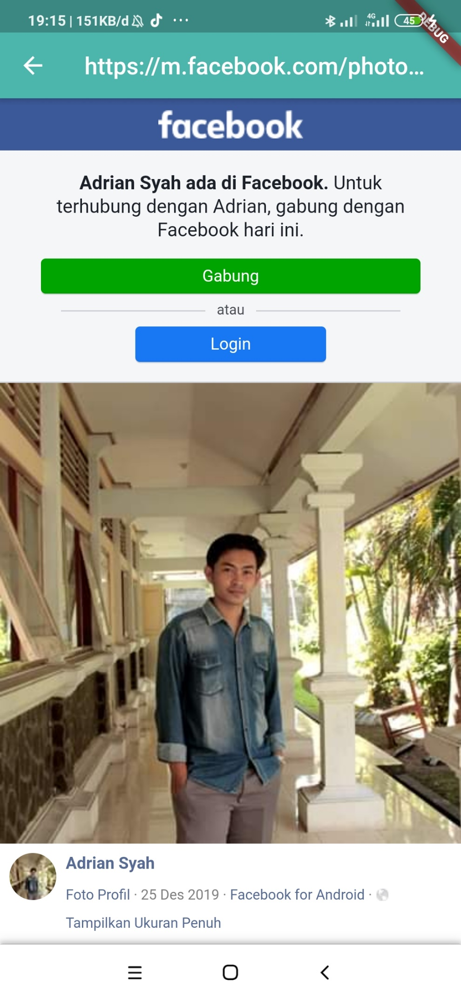 19:15 | 151KB/d
4G
45
DEBUG
https://m.facebook.com/photo...
facebook
Adrian Syah ada di Facebook. Untuk
terhubung dengan Adrian, gabung dengan
Facebook hari ini.
Gabung
atau
Login
Adrian Syah
Foto Profil · 25 Des 2019 · Facebook for Android ·
Tampilkan Ukuran Penuh